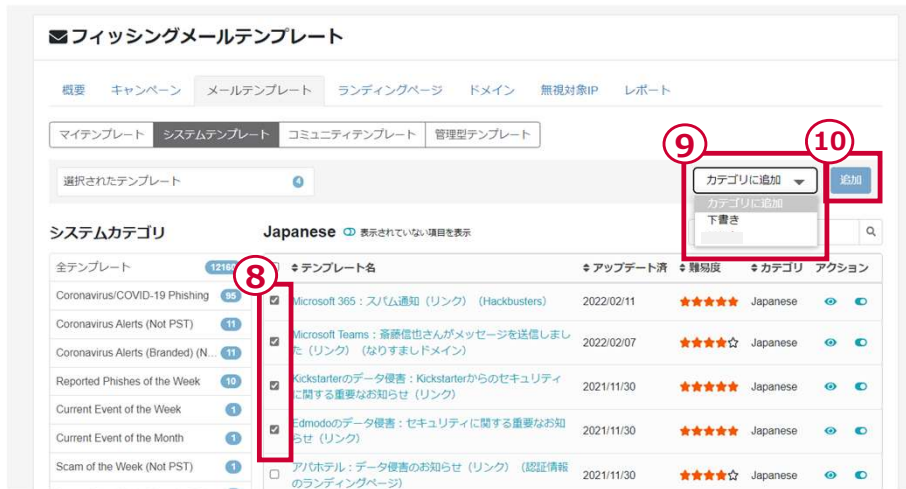 フィッシングメールテンプレート
概要 キャンペーン メールテンプレート ランディングページ ドメイン 無視対象IP レポート
マイテンプレート システムテンプレート コミュニティテンプレート 管理型テンプレート
⑨ ⑩
選択されたテンプレート 4 カテゴリに追加 追加
カテゴリに追加
下書き
システムカテゴリ Japanese 表示されていない項目を表示
⑧
全テンプレート テンプレート名 アップデート済 難易度 カテゴリ アクション
Coronavirus/COVID-19 Phishing 95 Microsoft 365：スパム通知（リンク）（Hackbusters） 2022/02/11 Japanese
Coronavirus Alerts (Not PST) 11
Microsoft Teams：斎藤信也さんがメッセージを送信しまし
た（リンク）（なりすましドメイン） 2022/02/07 Japanese
Coronavirus Alerts (Branded) (N... 11
Reported Phishes of the Week 10
Kickstarterのデータ侵害：Kickstarterからのセキュリティ
に関する重要なお知らせ（リンク） 2021/11/30 Japanese
Current Event of the Week 1
Edmodoのデータ侵害：セキュリティに関する重要なお知
らせ（リンク） 2021/11/30 Japanese
Current Event of the Month 1
Scam of the Week (Not PST) 1
アパホテル：データ侵害のお知らせ（リンク）（認証情報
のランディングページ） 2021/11/30 Japanese